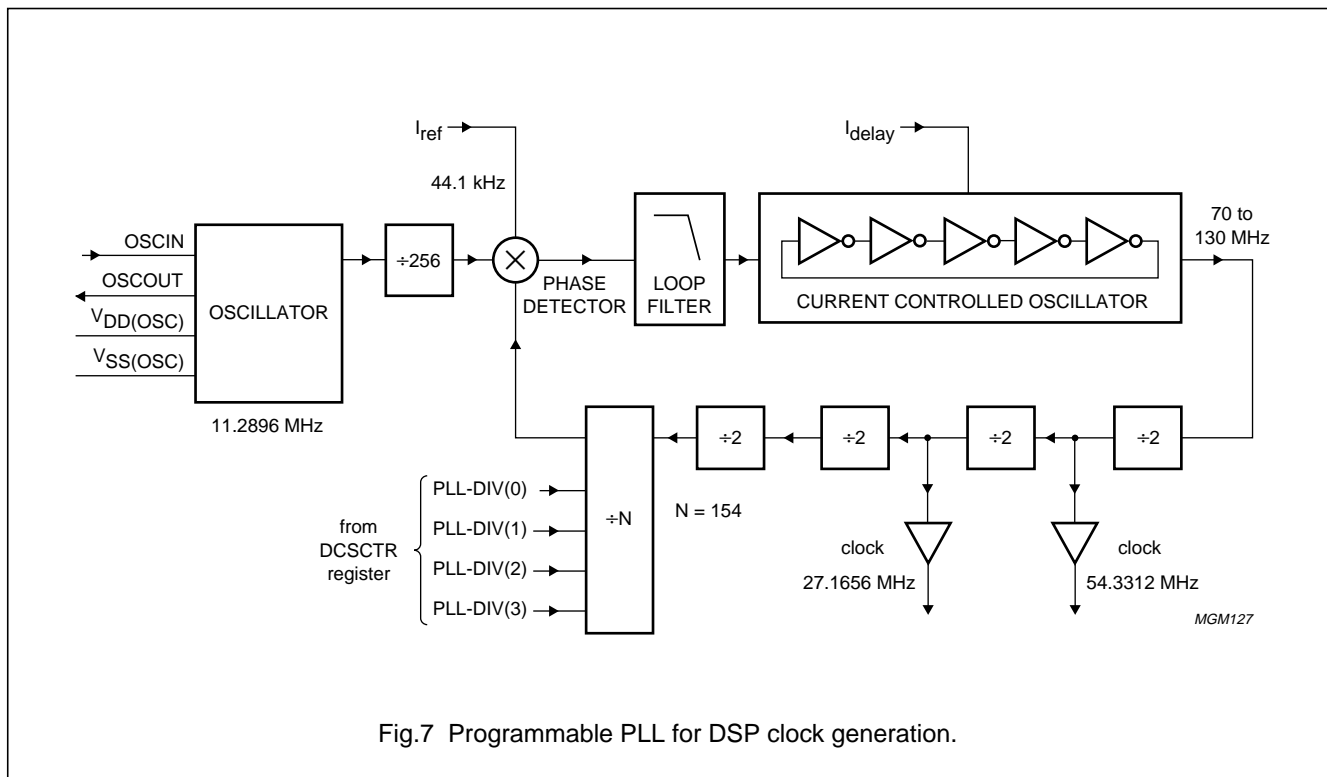 Iref
Idelay
44.1 kHz
70 to
130 MHz
OSCIN
OSCOUT
VDD(OSC)
VSS(OSC)
OSCILLATOR
÷256
PHASE
DETECTOR
LOOP
FILTER
CURRENT CONTROLLED OSCILLATOR
11.2896 MHz
÷2
÷2
÷2
÷2
from
DCSCTR
register
PLL-DIV(0)
PLL-DIV(1)
PLL-DIV(2)
PLL-DIV(3)
÷N
N = 154
clock
27.1656 MHz
clock
54.3312 MHz
MGM127
Fig.7 Programmable PLL for DSP clock generation.